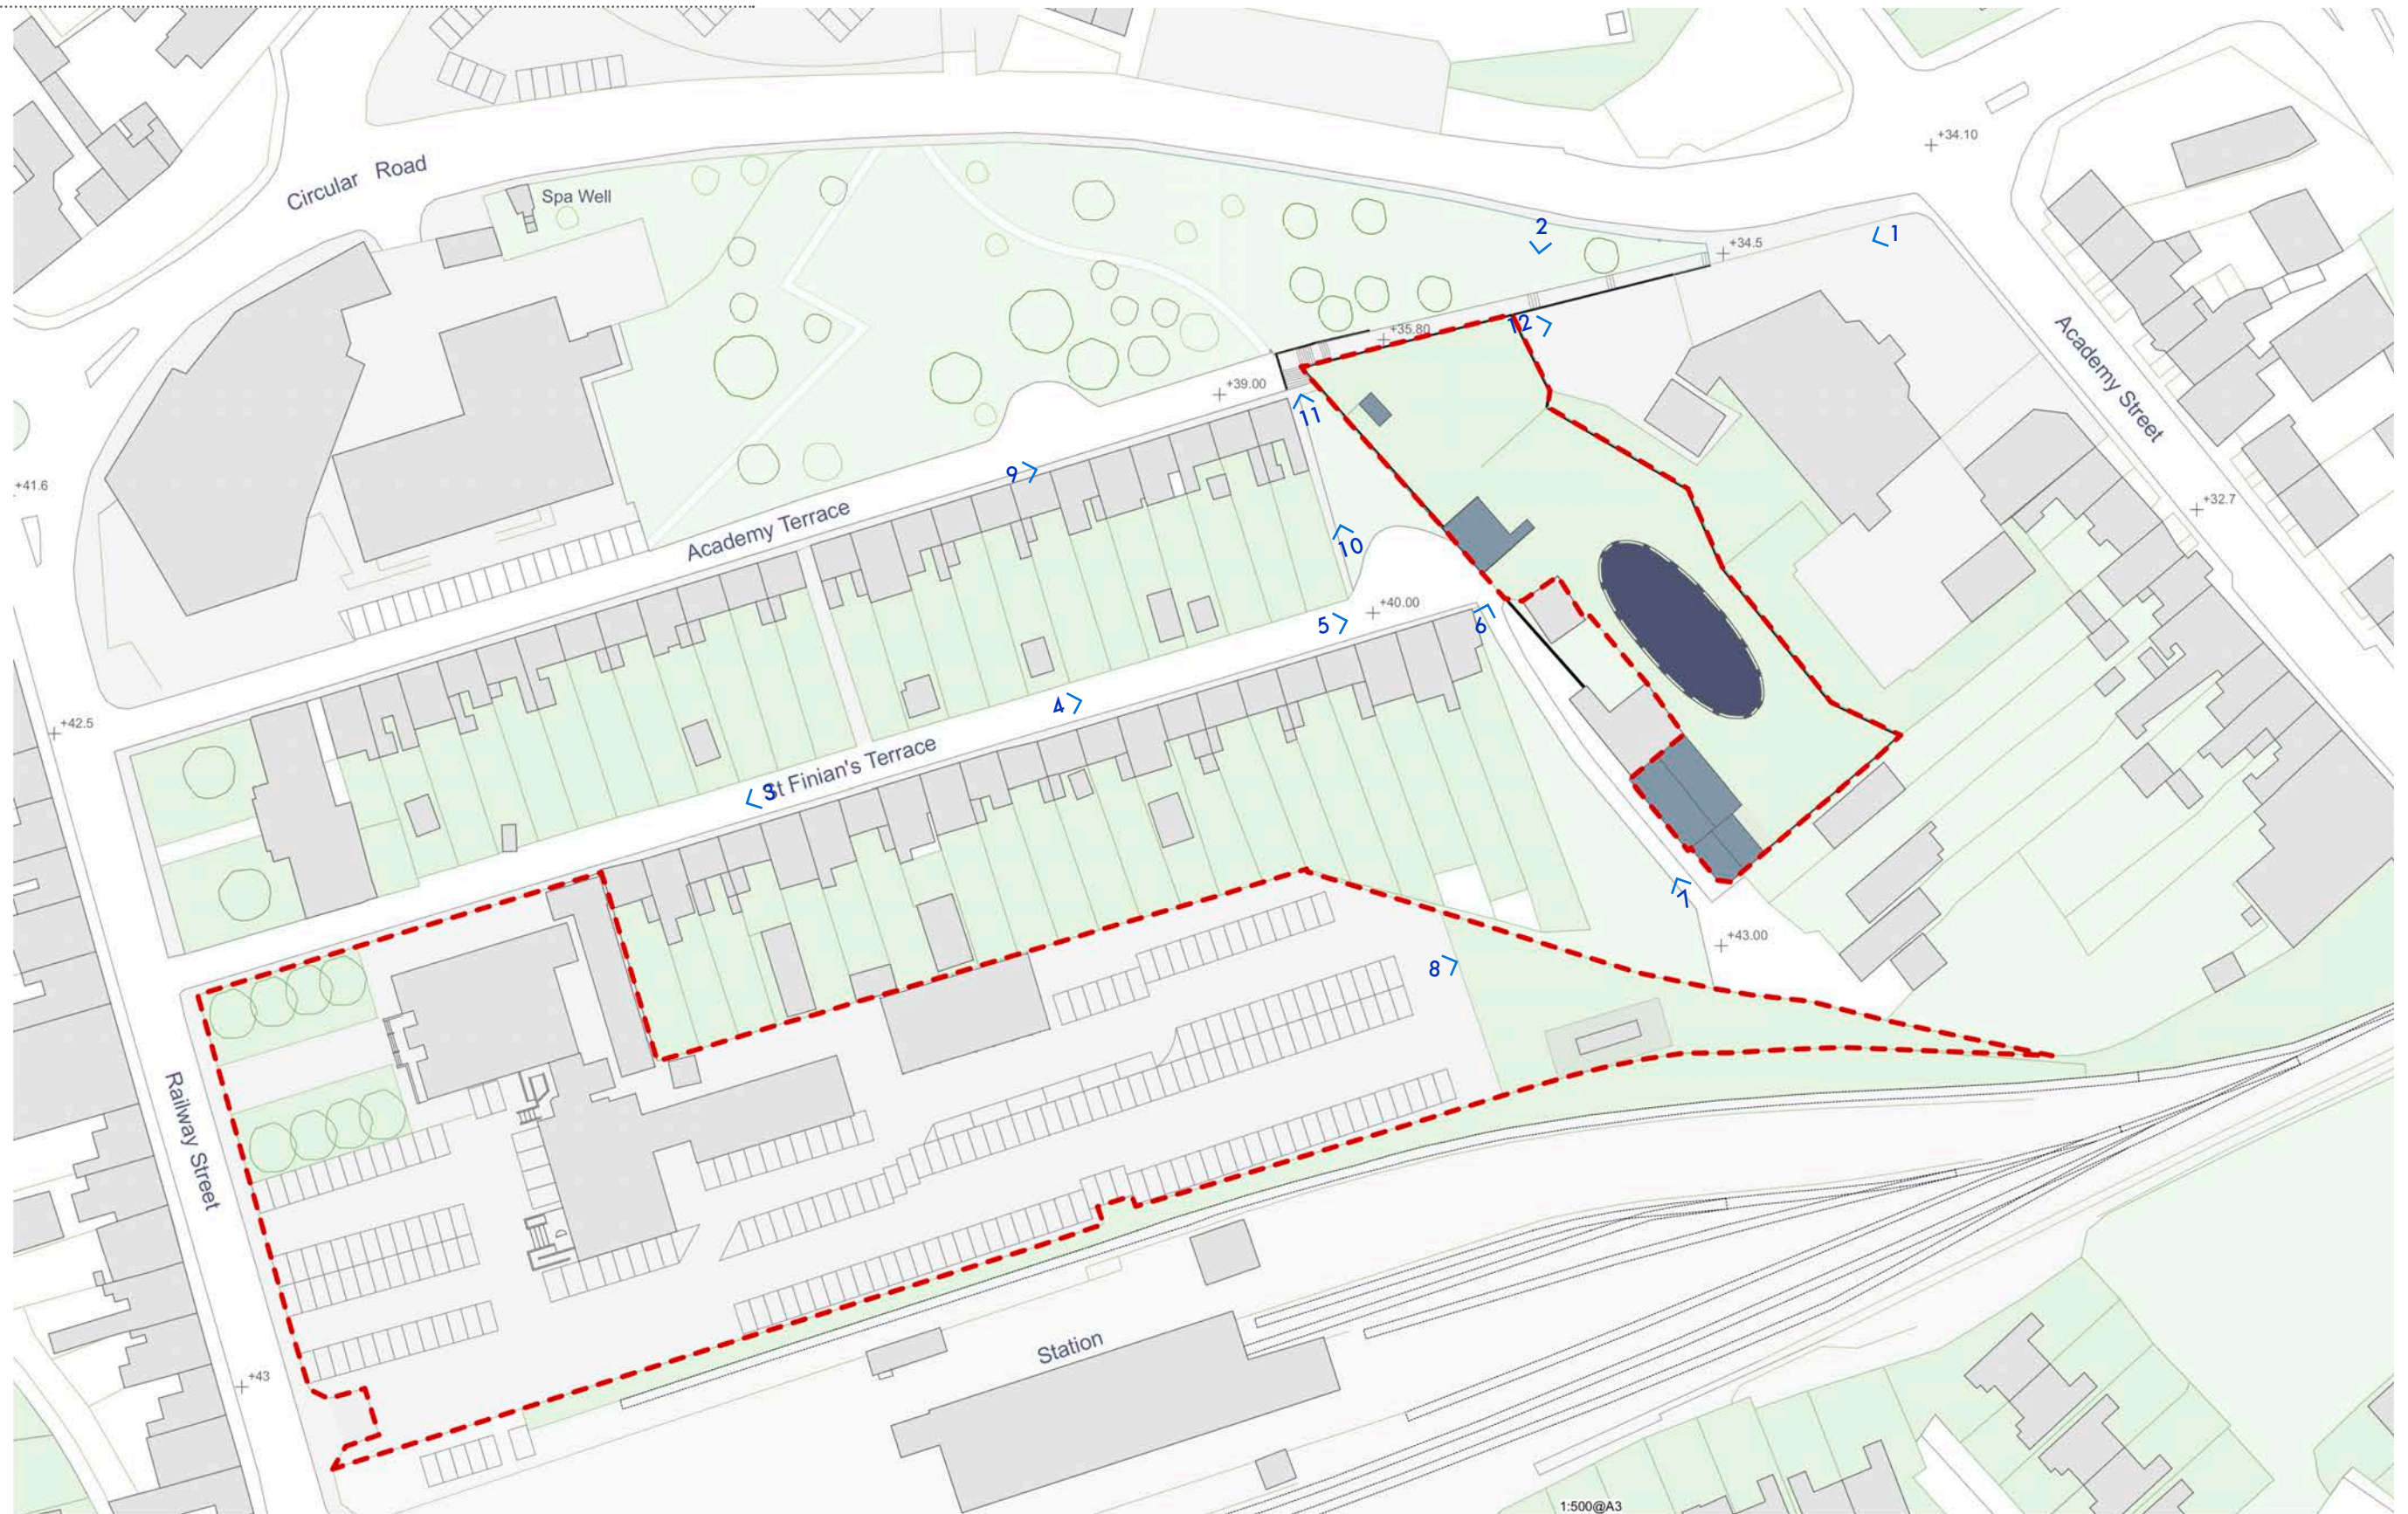 +34.10
Circular Road
Spa Well
2
1
+34.5
12
+35.80
Academy Street
+39.00
11
9
+41.6
+32.7
Academy Terrace
10
+40.00
5
6
4
+42.5
St Finian's Terrace
3
7
+43.00
8
Railway Street
Station
+43
1:500@A3